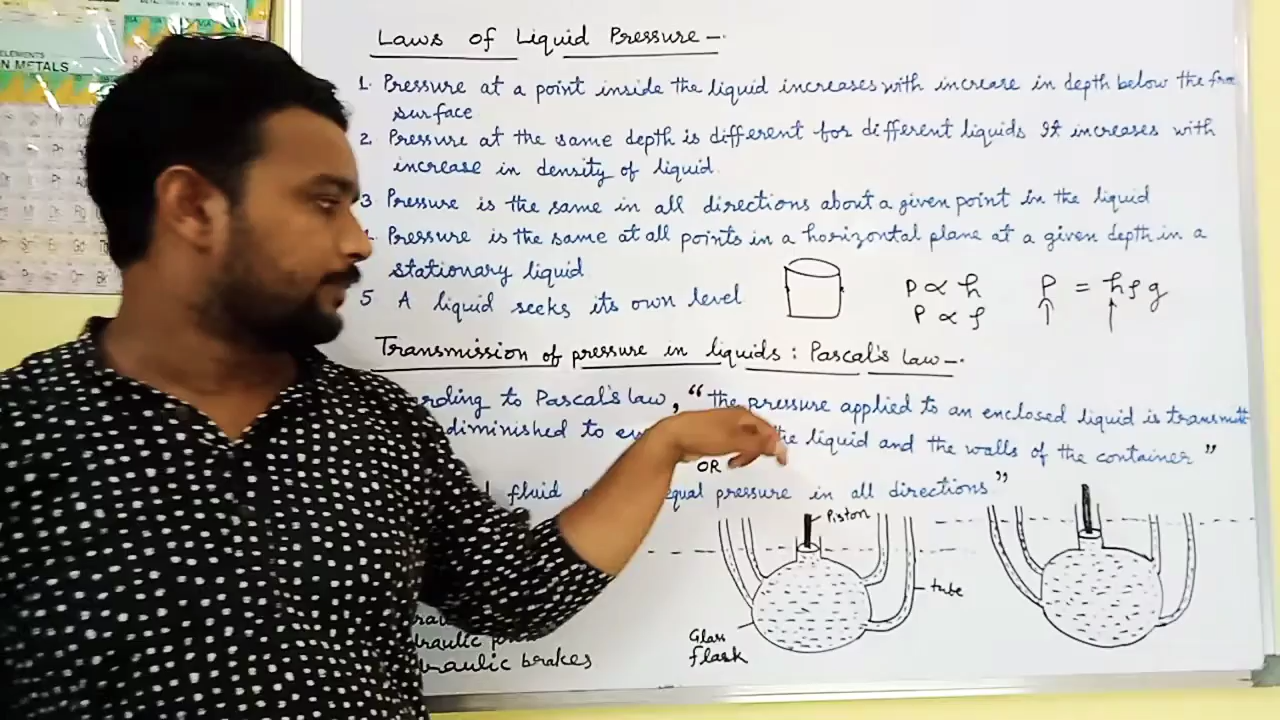 ELEMENTS
N METALS
Laws of Liquid Pressure -.
1. Pressure at a point inside the liquid increases with increase in depth below the free
surface
2. Pressure at the same depth is different for different liquids It increases with
increase in density of liquid.
3. Pressure is the same in all directions about a given point in the liquid
Pressure is the same at all points in a horizontal plane at a given depth in a
stationary liquid
5 A liquid seeks its own level
P ∝ h
P = hρg
P ∝ ρ
Transmission of pressure in liquids : Pascal's law -.
rding to Pascal's law, "the pressure applied to an enclosed liquid is transmitt
diminished to ev the liquid and the walls of the container"
OR
fluid equal pressure in all directions"
Piston
tube
Glass
flask
draulic
raulic brakes